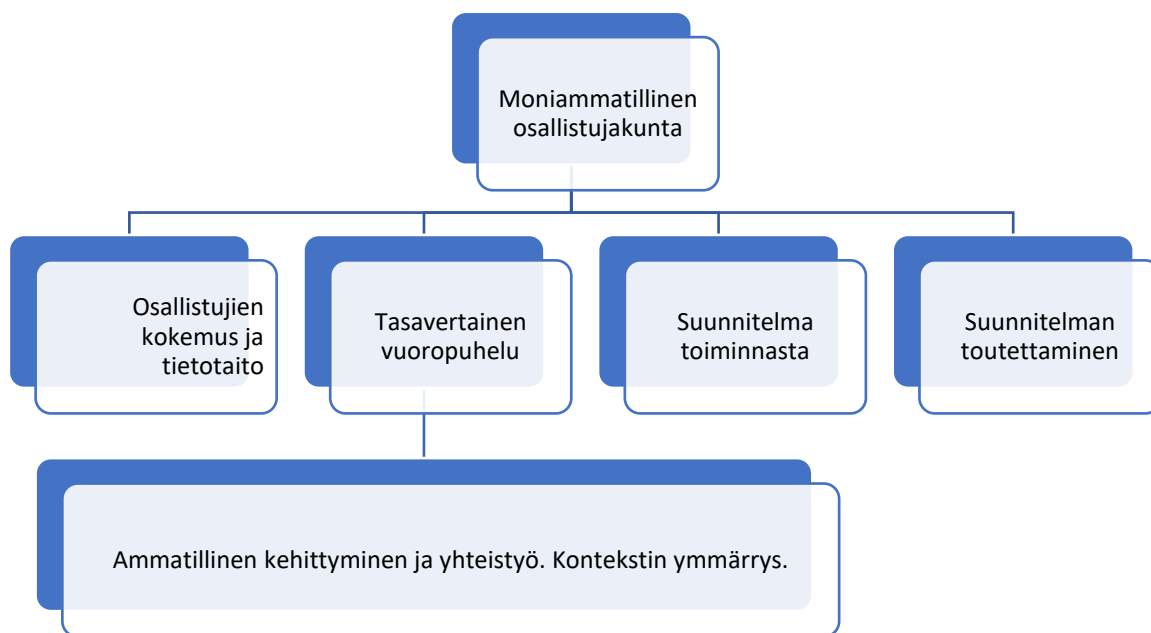 Moniammatillinen
osallistujakunta
Osallistujien
kokemus ja
tietotaito
Tasavertainen
vuoropuhelu
Suunnitelma
toiminnasta
Suunnitelman
toutettaminen
Ammatillinen kehittyminen ja yhteistyö. Kontekstin ymmärrys.